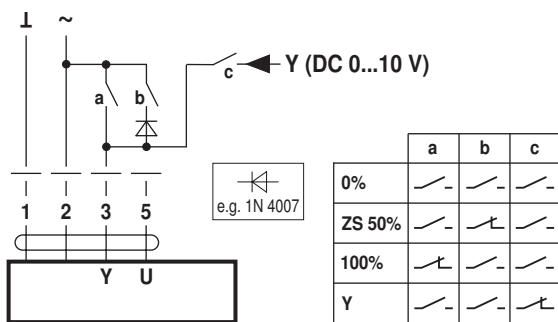 ⊥ ~
a b c Y (DC 0...10 V)
1 2 3 5
Y U
e.g. 1N 4007
a b c
0%
ZS 50%
100%
Y